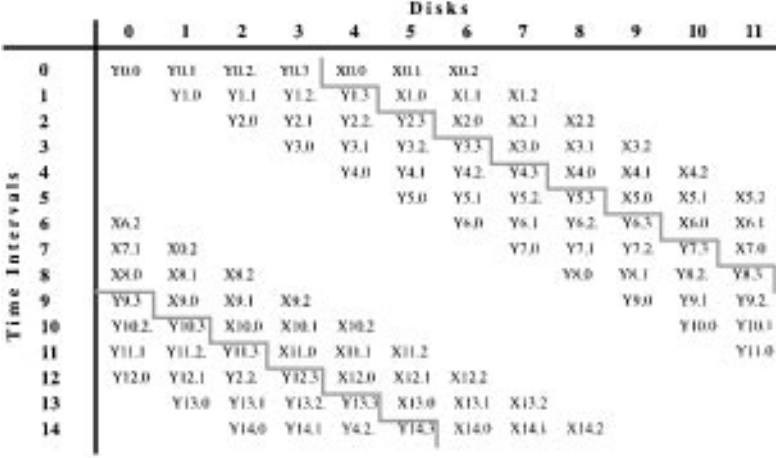 Disks
0 1 2 3 4 5 6 7 8 9 10 11
Time Intervals
0 Y0.0 Y0.1 Y0.2 Y0.3 X0.0 X0.1 X0.2
1 Y1.0 Y1.1 Y1.2 Y1.3 X1.0 X1.1 X1.2
2 Y2.0 Y2.1 Y2.2 Y2.3 X2.0 X2.1 X2.2
3 Y3.0 Y3.1 Y3.2 Y3.3 X3.0 X3.1 X3.2
4 Y4.0 Y4.1 Y4.2 Y4.3 X4.0 X4.1 X4.2
5 Y5.0 Y5.1 Y5.2 Y5.3 X5.0 X5.1 X5.2
6 X6.2 Y6.0 Y6.1 Y6.2 Y6.3 X6.0 X6.1
7 X7.1 X0.2 Y7.0 Y7.1 Y7.2 Y7.3 X7.0
8 X8.0 X8.1 X8.2 Y8.0 Y8.1 Y8.2 Y8.3
9 Y9.3 X9.0 X9.1 X9.2 Y9.0 Y9.1 Y9.2
10 Y10.2 Y10.3 X10.0 X10.1 X10.2 Y10.0 Y10.1
11 Y11.1 Y11.2 Y11.3 X11.0 X11.1 X11.2 Y11.0
12 Y12.0 Y12.1 Y2.2 Y12.3 X12.0 X12.1 X12.2
13 Y13.0 Y13.1 Y13.2 Y13.3 X13.0 X13.1 X13.2
14 Y14.0 Y14.1 Y4.2 Y14.3 X14.0 X14.1 X14.2